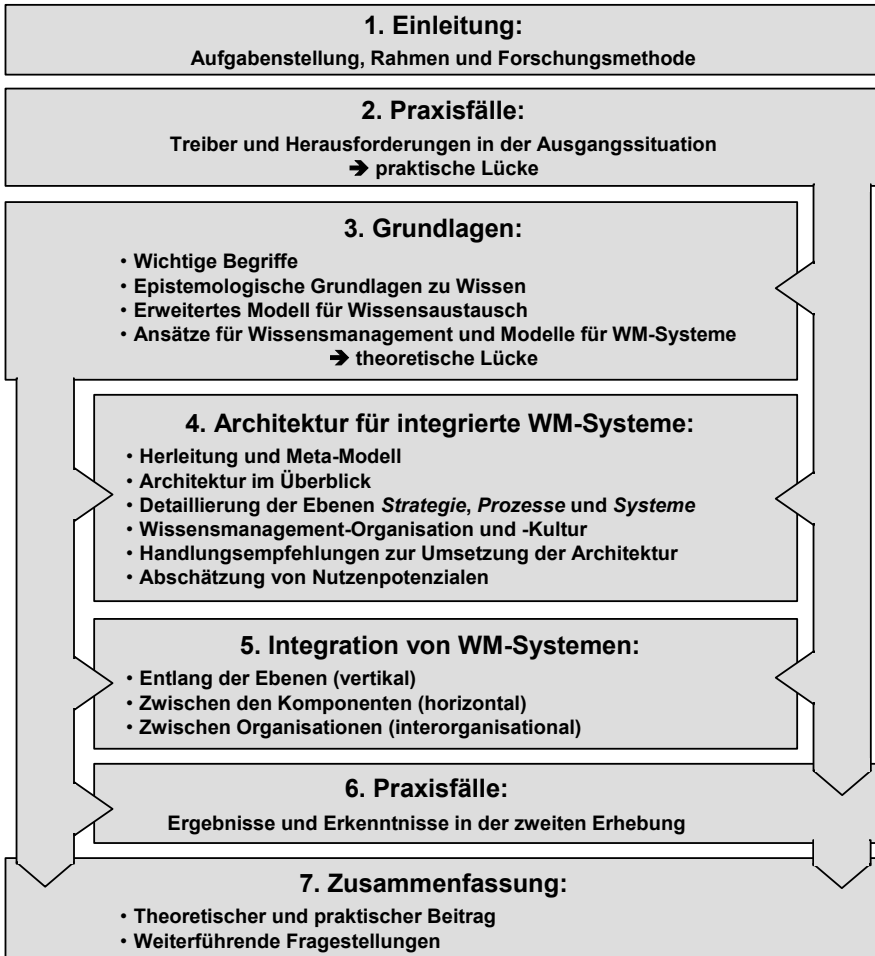 1. Einleitung:
Aufgabenstellung, Rahmen und Forschungsmethode
2. Praxisfälle:
Treiber und Herausforderungen in der Ausgangssituation
➔ praktische Lücke
3. Grundlagen:
• Wichtige Begriffe
• Epistemologische Grundlagen zu Wissen
• Erweitertes Modell für Wissensaustausch
• Ansätze für Wissensmanagement und Modelle für WM-Systeme
➔ theoretische Lücke
4. Architektur für integrierte WM-Systeme:
• Herleitung und Meta-Modell
• Architektur im Überblick
• Detaillierung der Ebenen Strategie, Prozesse und Systeme
• Wissensmanagement-Organisation und -Kultur
• Handlungsempfehlungen zur Umsetzung der Architektur
• Abschätzung von Nutzenpotenzialen
5. Integration von WM-Systemen:
• Entlang der Ebenen (vertikal)
• Zwischen den Komponenten (horizontal)
• Zwischen Organisationen (interorganisational)
6. Praxisfälle:
Ergebnisse und Erkenntnisse in der zweiten Erhebung
7. Zusammenfassung:
• Theoretischer und praktischer Beitrag
• Weiterführende Fragestellungen